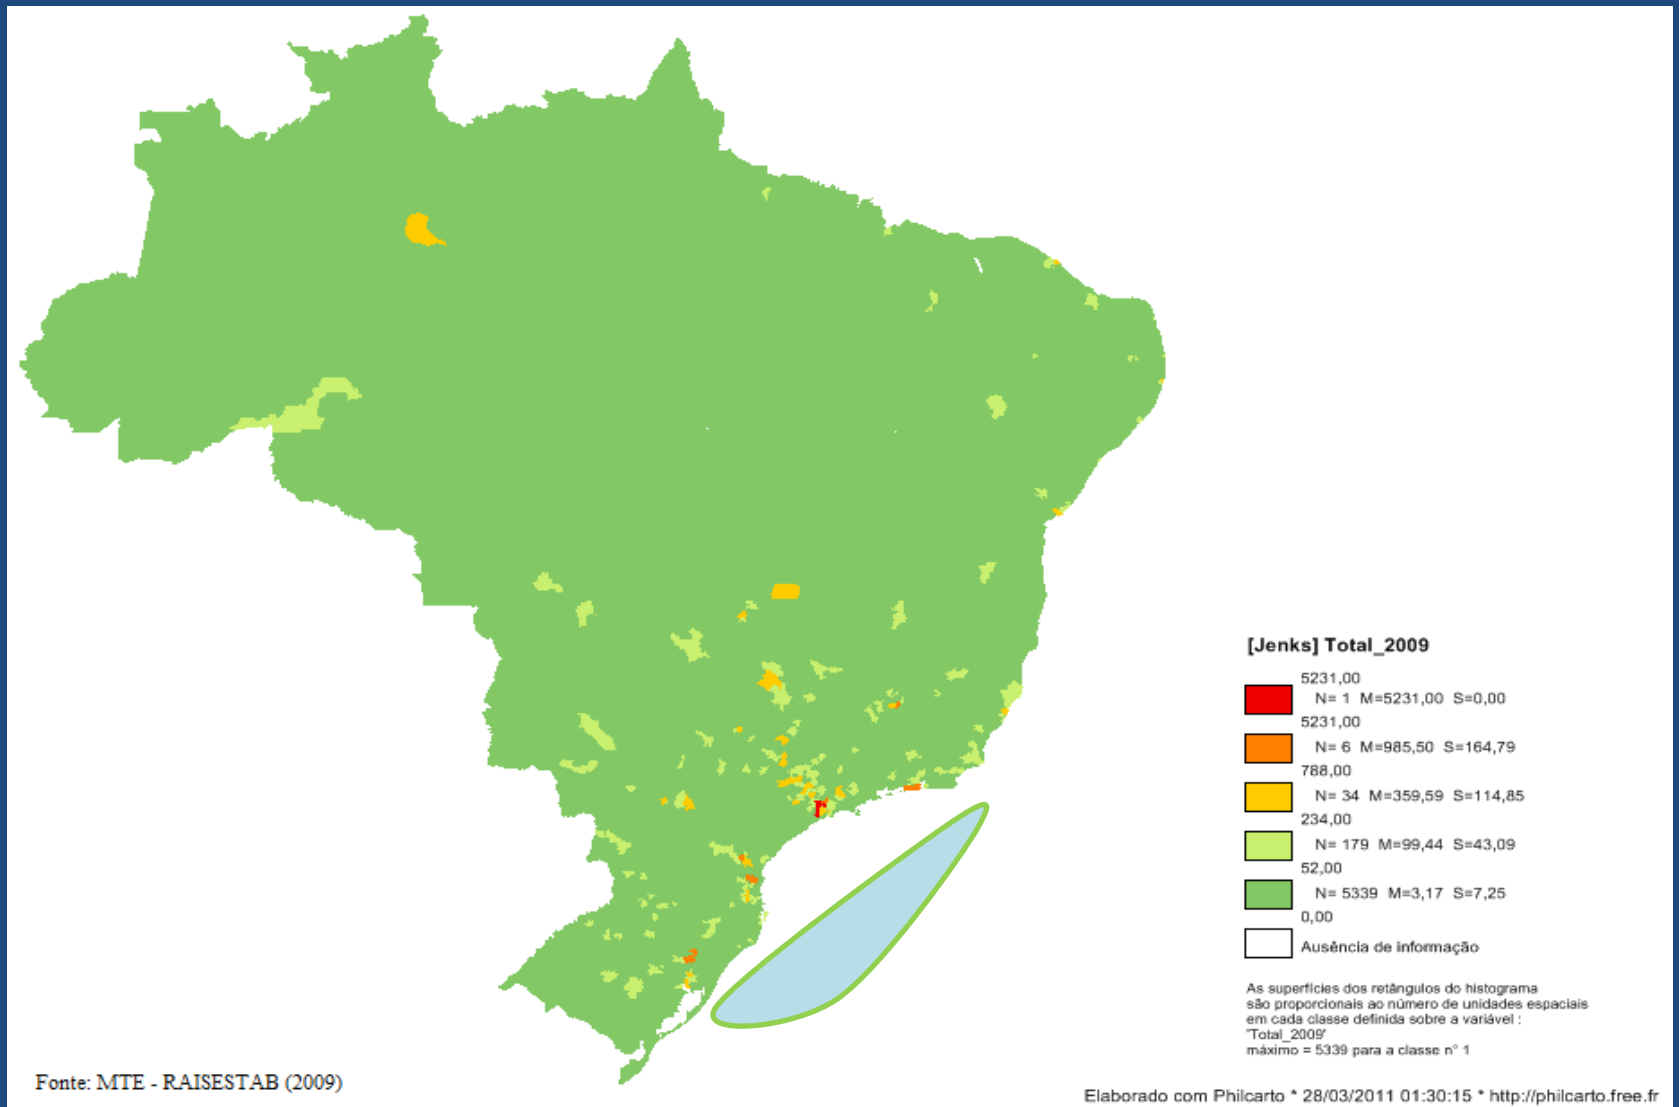 [Jenks] Total_2009
5231,00
N= 1 M=5231,00 S=0,00
5231,00
N= 6 M=985,50 S=164,79
788,00
N= 34 M=359,59 S=114,85
234,00
N= 179 M=99,44 S=43,09
52,00
N= 5339 M=3,17 S=7,25
0,00
Ausência de informação
As superfícies dos retângulos do histograma
são proporcionais ao número de unidades espaciais
em cada classe definida sobre a variável :
'Total_2009'
máximo = 5339 para a classe n° 1
Fonte: MTE - RAISESTAB (2009)
Elaborado com Philcarto * 28/03/2011 01:30:15 * http://philcarto.free.fr